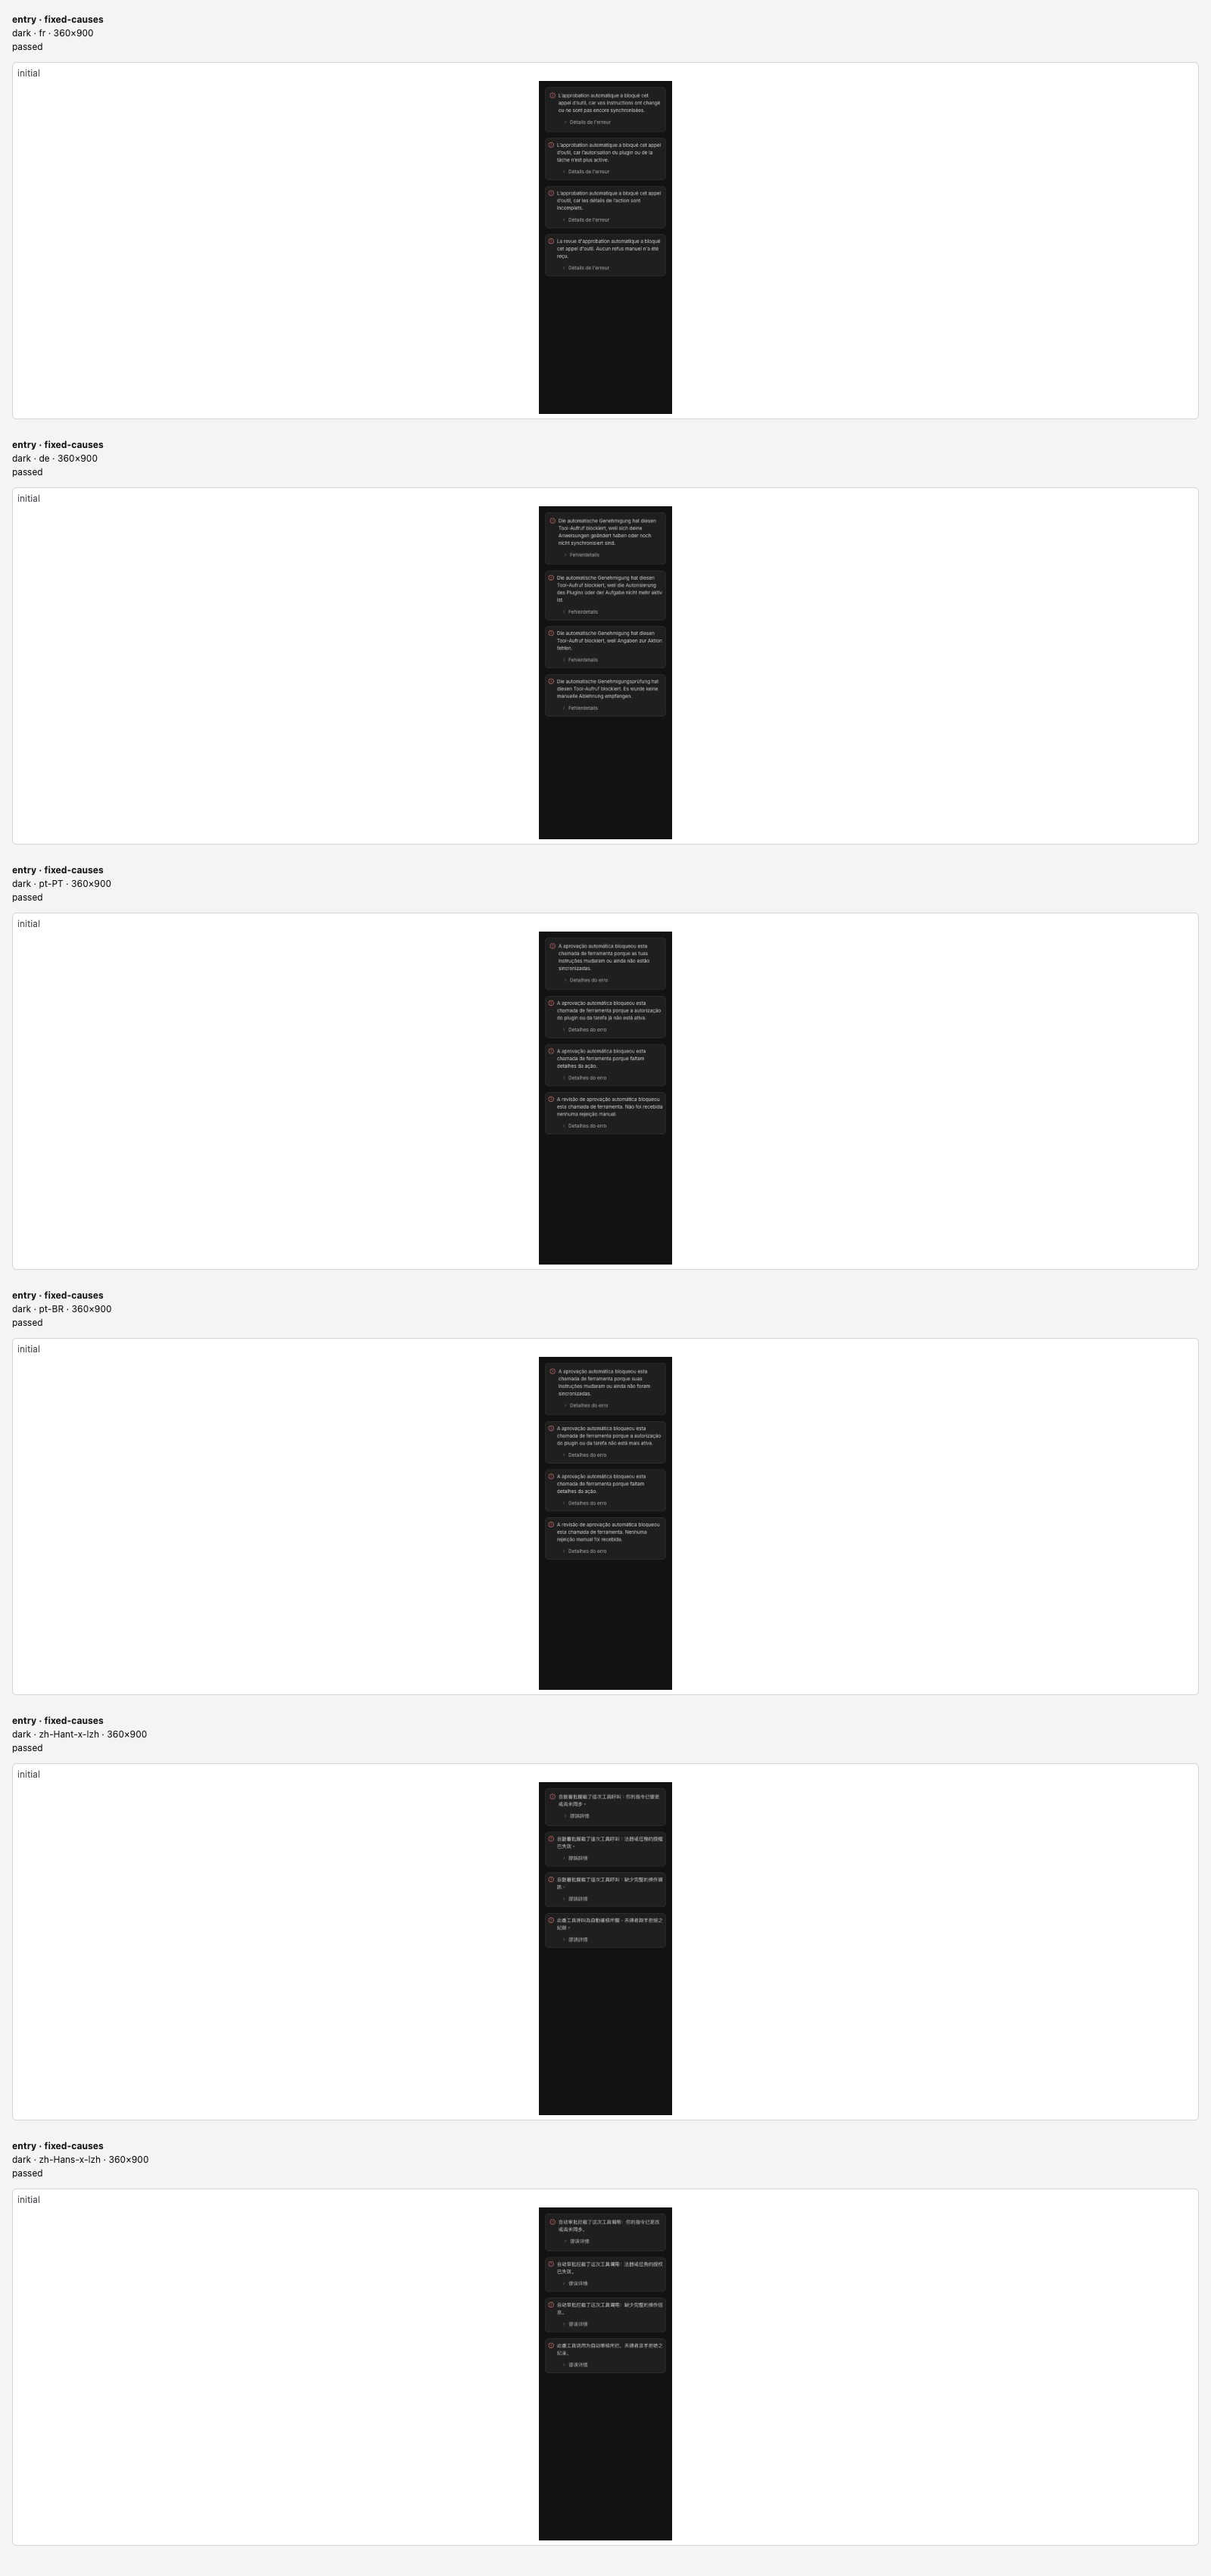 entry · fixed-causes
dark · fr · 360×900
passed
initial
L'approbation automatique a bloqué cet
appel d'outil, car vos instructions ont changé
ou ne sont pas encore synchronisées.
Détails de l'erreur
L'approbation automatique a bloqué cet appel
d'outil, car l'autorisation du plugin ou de la
tâche n'est plus active.
Détails de l'erreur
L'approbation automatique a bloqué cet appel
d'outil, car les détails de l'action sont
incomplets.
Détails de l'erreur
La revue d'approbation automatique a bloqué
cet appel d'outil. Aucun refus manuel n'a été
reçu.
Détails de l'erreur
entry · fixed-causes
dark · de · 360×900
passed
initial
Die automatische Genehmigung hat diesen
Tool-Aufruf blockiert, weil sich deine
Anweisungen geändert haben oder noch
nicht synchronisiert sind.
Fehlerdetails
Die automatische Genehmigung hat diesen
Tool-Aufruf blockiert, weil die Autorisierung
des Plugins oder der Aufgabe nicht mehr aktiv
ist.
Fehlerdetails
Die automatische Genehmigung hat diesen
Tool-Aufruf blockiert, weil Angaben zur Aktion
fehlen.
Fehlerdetails
Die automatische Genehmigungsprüfung hat
diesen Tool-Aufruf blockiert. Es wurde keine
manuelle Ablehnung empfangen.
Fehlerdetails
entry · fixed-causes
dark · pt-PT · 360×900
passed
initial
A aprovação automática bloqueou esta
chamada de ferramenta porque as tuas
instruções mudaram ou ainda não estão
sincronizadas.
Detalhes do erro
A aprovação automática bloqueou esta
chamada de ferramenta porque a autorização
do plugin ou da tarefa já não está ativa.
Detalhes do erro
A aprovação automática bloqueou esta
chamada de ferramenta porque faltam
detalhes da ação.
Detalhes do erro
A revisão de aprovação automática bloqueou
esta chamada de ferramenta. Não foi recebida
nenhuma rejeição manual.
Detalhes do erro
entry · fixed-causes
dark · pt-BR · 360×900
passed
initial
A aprovação automática bloqueou esta
chamada de ferramenta porque suas
instruções mudaram ou ainda não foram
sincronizadas.
Detalhes do erro
A aprovação automática bloqueou esta
chamada de ferramenta porque a autorização
do plugin ou da tarefa não está mais ativa.
Detalhes do erro
A aprovação automática bloqueou esta
chamada de ferramenta porque faltam
detalhes da ação.
Detalhes do erro
A revisão de aprovação automática bloqueou
esta chamada de ferramenta. Nenhuma
rejeição manual foi recebida.
Detalhes do erro
entry · fixed-causes
dark · zh-Hant-x-lzh · 360×900
passed
initial
entry · fixed-causes
dark · zh-Hans-x-lzh · 360×900
passed
initial